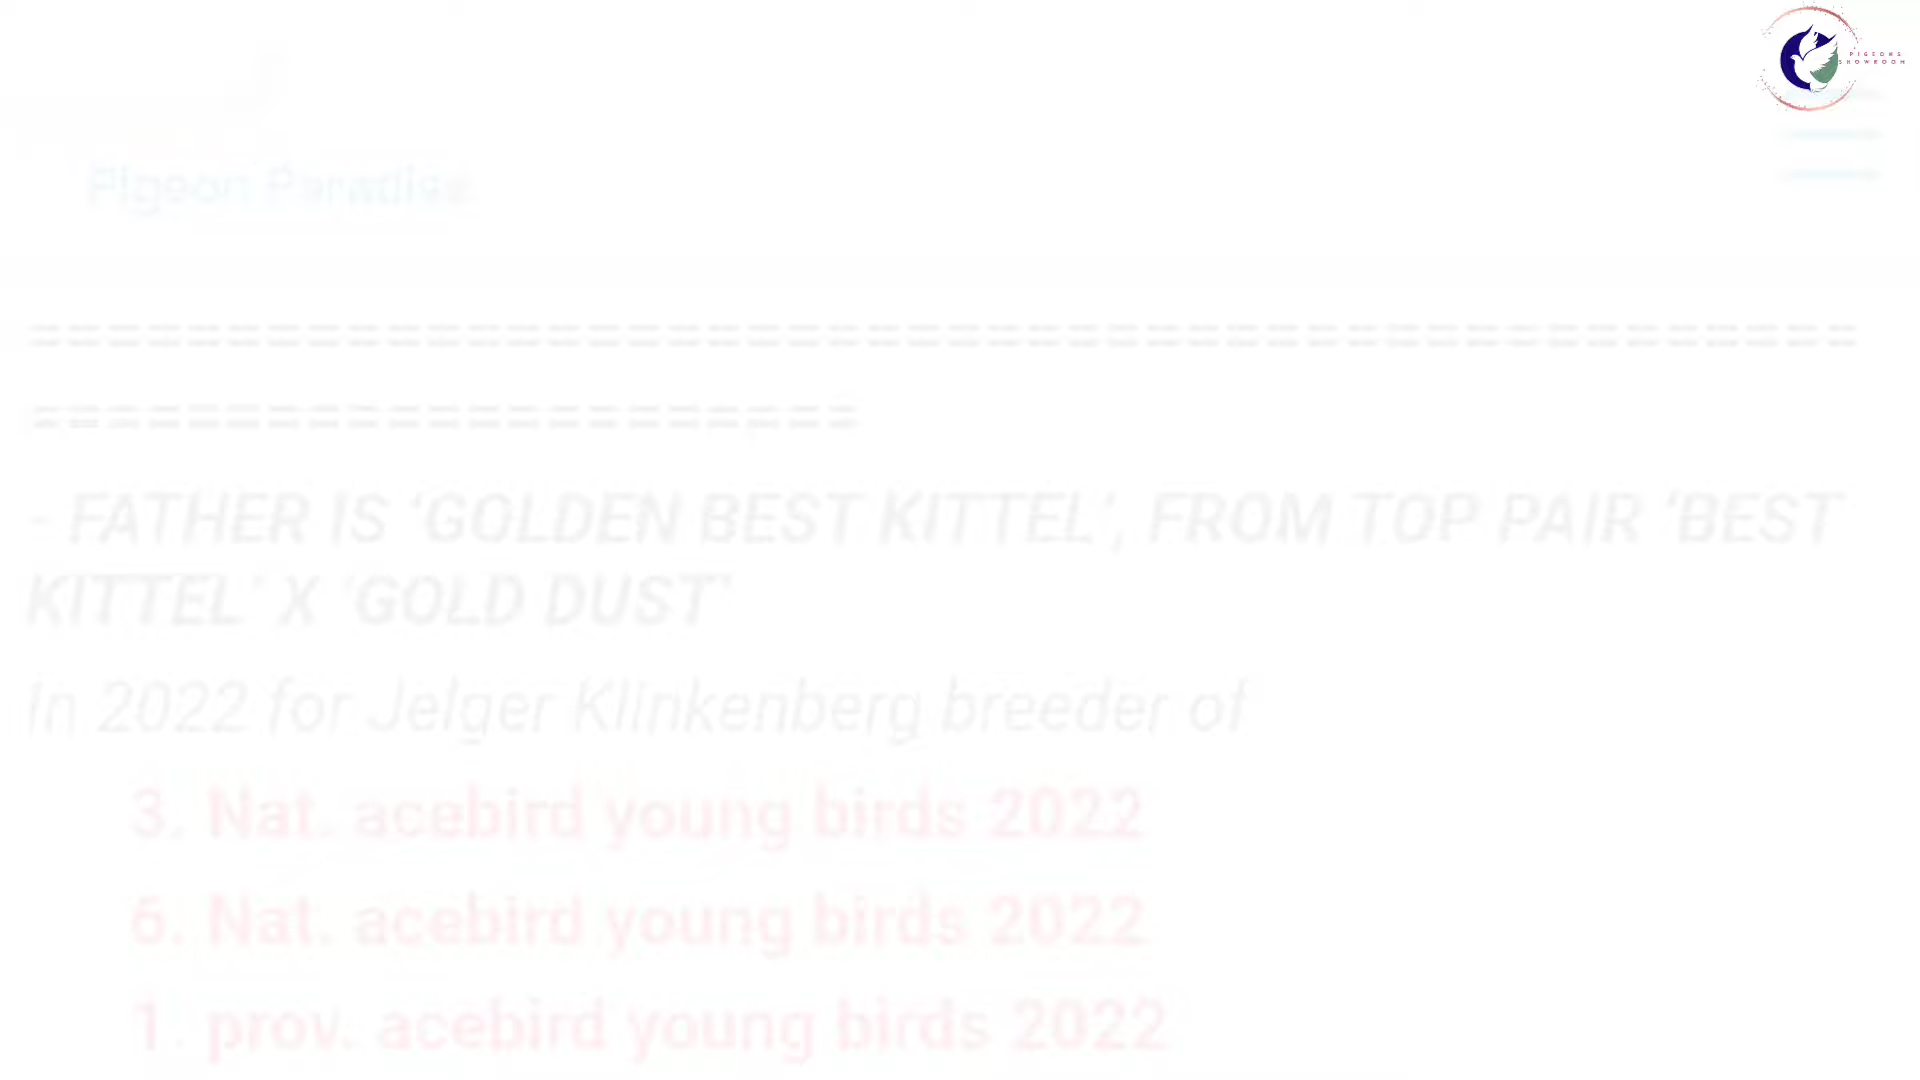 PIGEONS
SHOWROOM
Pigeon Paradise
- FATHER IS ‘GOLDEN BEST KITTEL‘, FROM TOP PAIR ‘BEST
KITTEL’ X ‘GOLD DUST’
In 2022 for Jelger Klinkenberg breeder of
3. Nat. acebird young birds 2022
6. Nat. acebird young birds 2022
1. prov. acebird young birds 2022